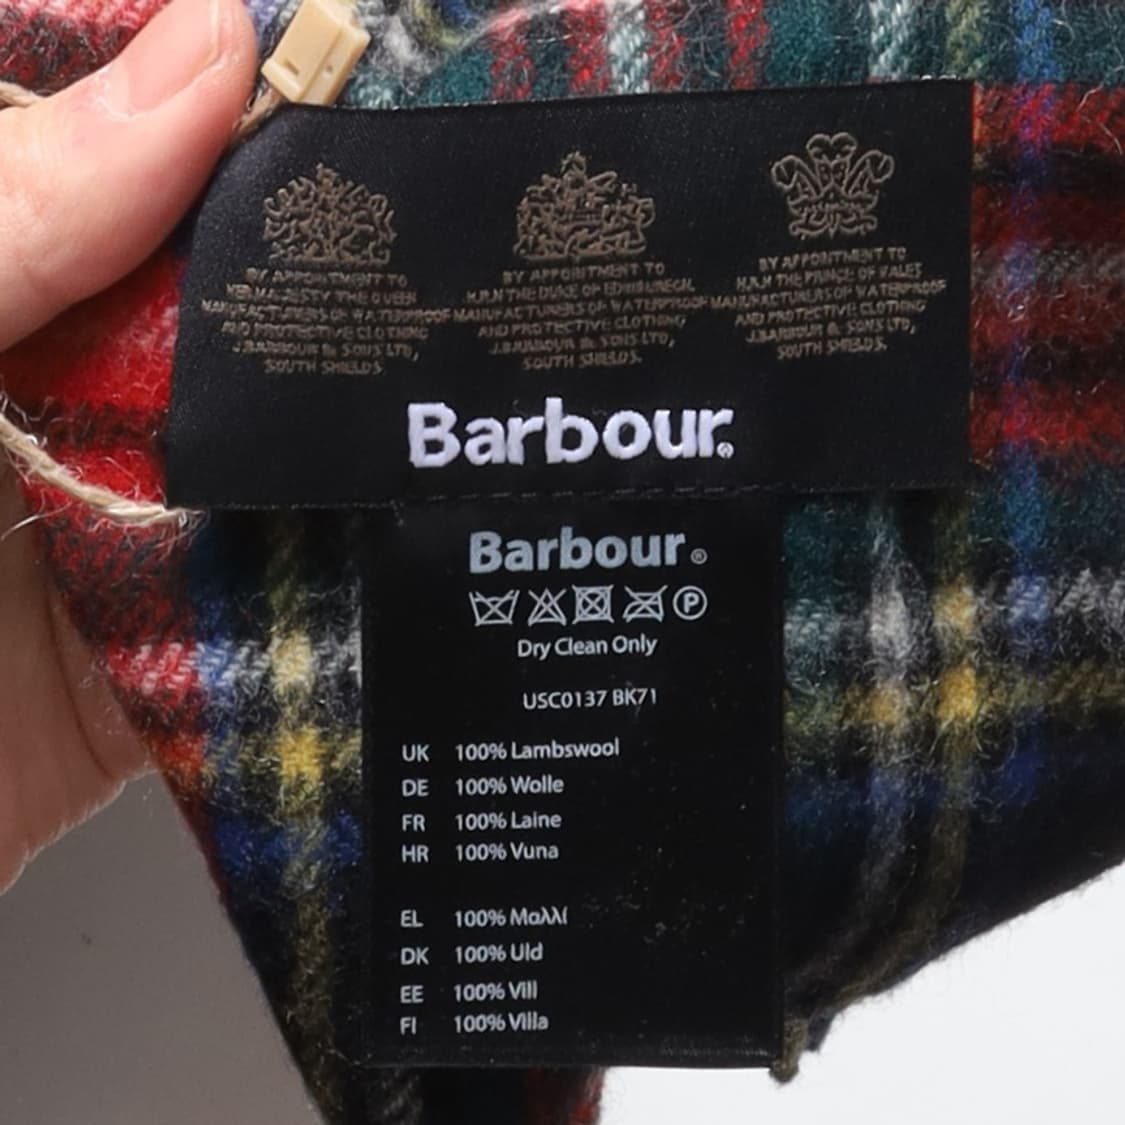 BY APPOINTMENT TO
HER MAJESTY THE QUEEN
MANUFACTURERS OF WATERPROOF
AND PROTECTIVE CLOTHING
J.BARBOUR & SONS LTD,
SOUTH SHIELDS
BY APPOINTMENT TO
H.R.H THE DUKE OF EDINBURGH
MANUFACTURERS OF WATERPROOF
AND PROTECTIVE CLOTHING,
J.BARBOUR & SONS LTD,
SOUTH SHIELDS.
BY APPOINTMENT TO
H.R.H THE PRINCE OF WALES
MANUFACTURERS OF WATERPROOF
AND PROTECTIVE CLOTHING
J.BARBOUR & SONS LTD,
SOUTH SHIELDS.
Barbour
Barbour®
P
Dry Clean Only
USC0137 BK71
UK 100% Lambswool
DE 100% Wolle
FR 100% Laine
HR 100% Vuna
EL 100% Μαλλί
DK 100% Uld
EE 100% Vill
FI 100% Villa